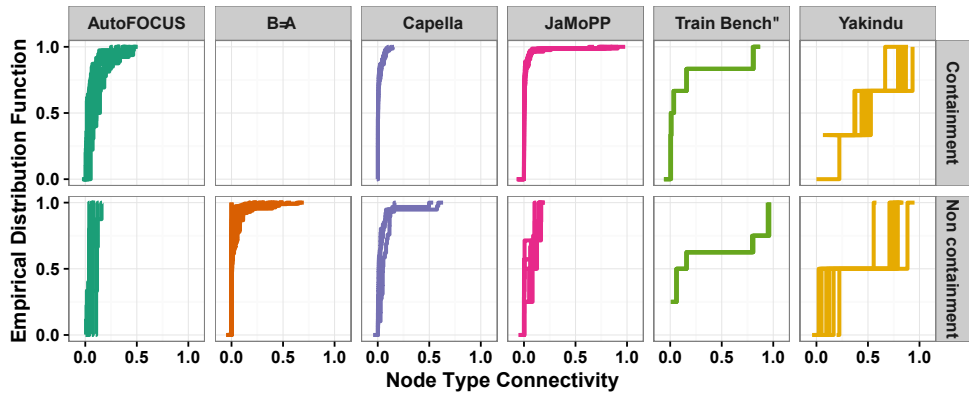 AutoFOCUS B=A Capella JaMoPP Train Bench" Yakindu
Empirical Distribution Function
1.0
0.5
0.0
Containment
1.0
0.5
0.0
Non containment
0.0 0.5 1.0 0.0 0.5 1.0 0.0 0.5 1.0 0.0 0.5 1.0 0.0 0.5 1.0 0.0 0.5 1.0
Node Type Connectivity